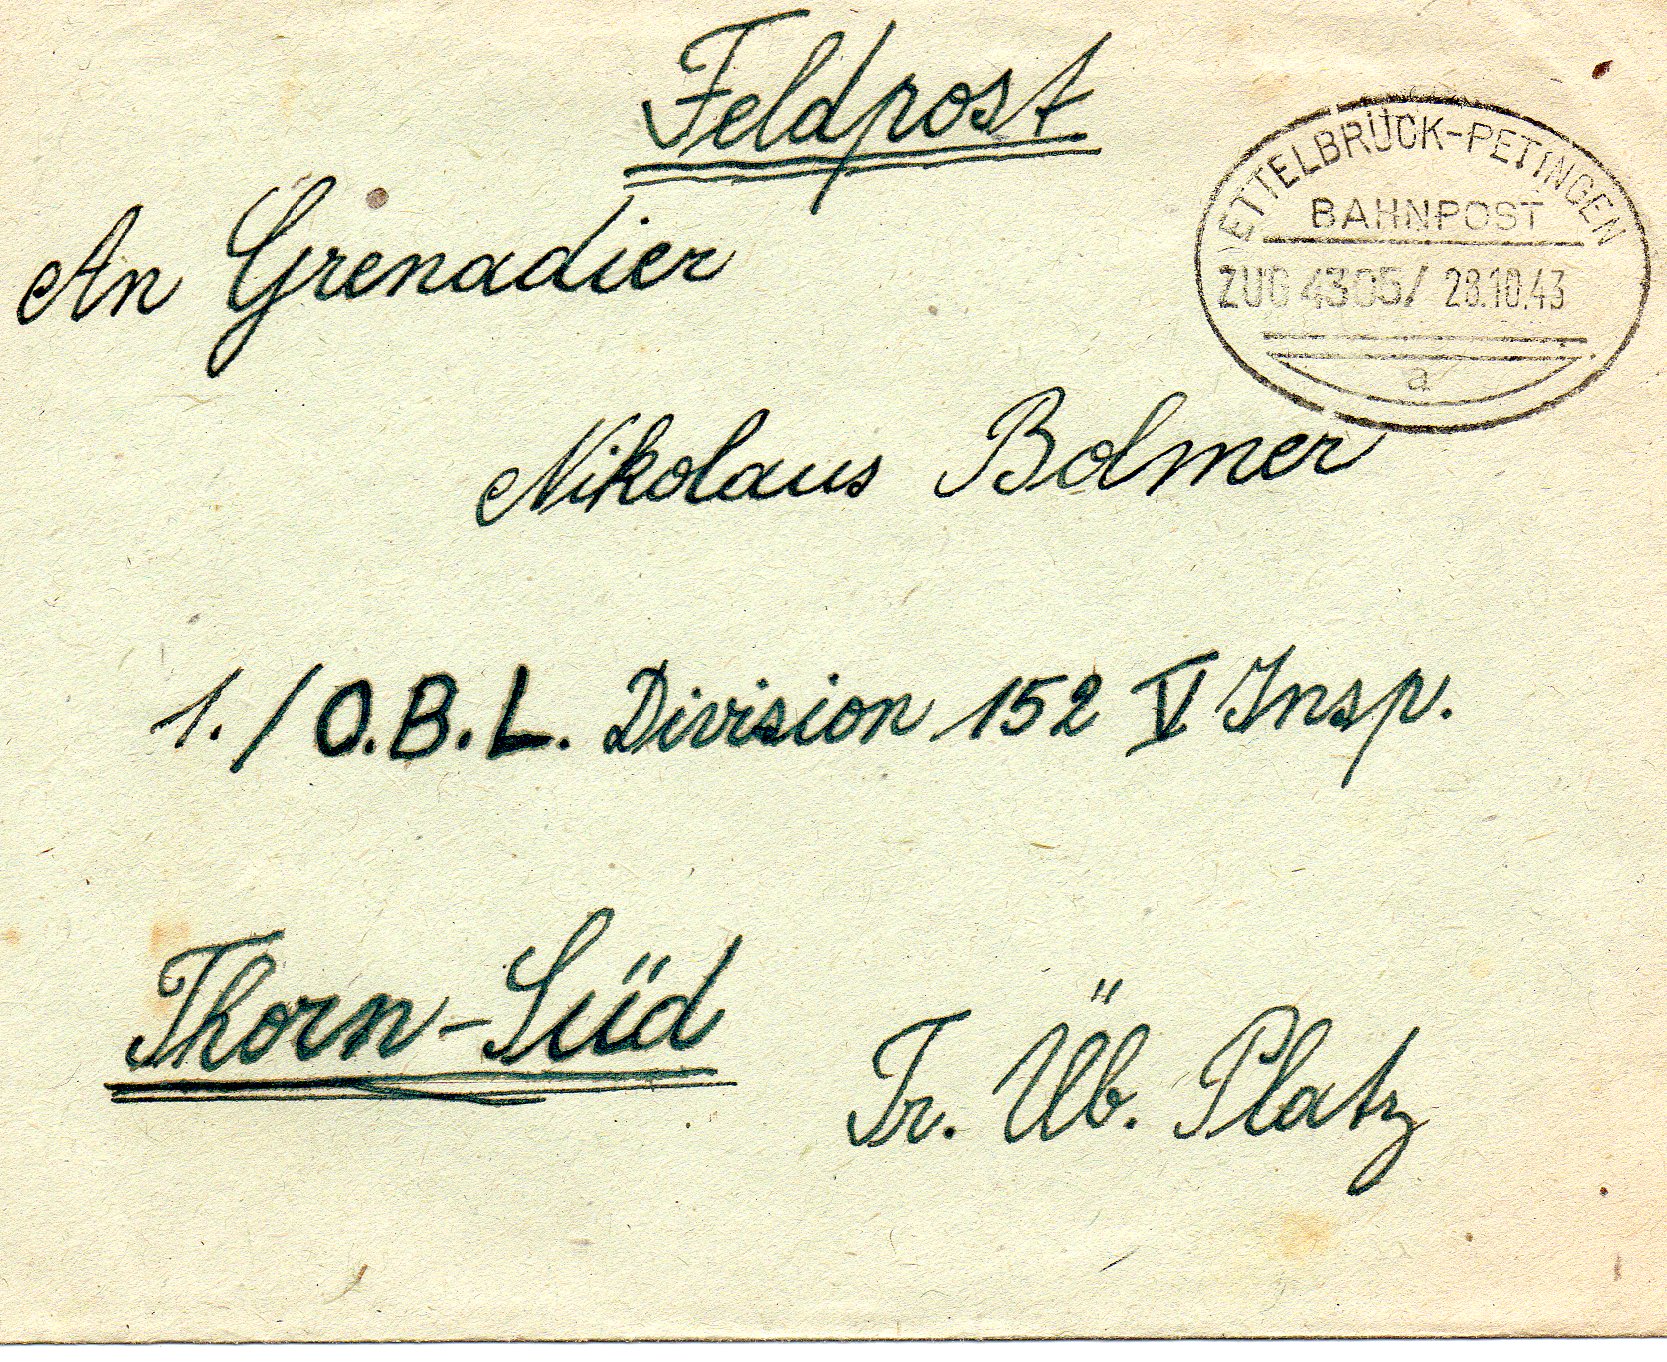 Feldpost
ETTELBRÜCK-PETINGEN
BAHNPOST
ZUG 4305/ 28.10.43
a
An Grenadier
Nikolaus Bolmer
1./O.B.L. Division 152 V Insp.
Thorn-Süd
Tr. Üb. Platz